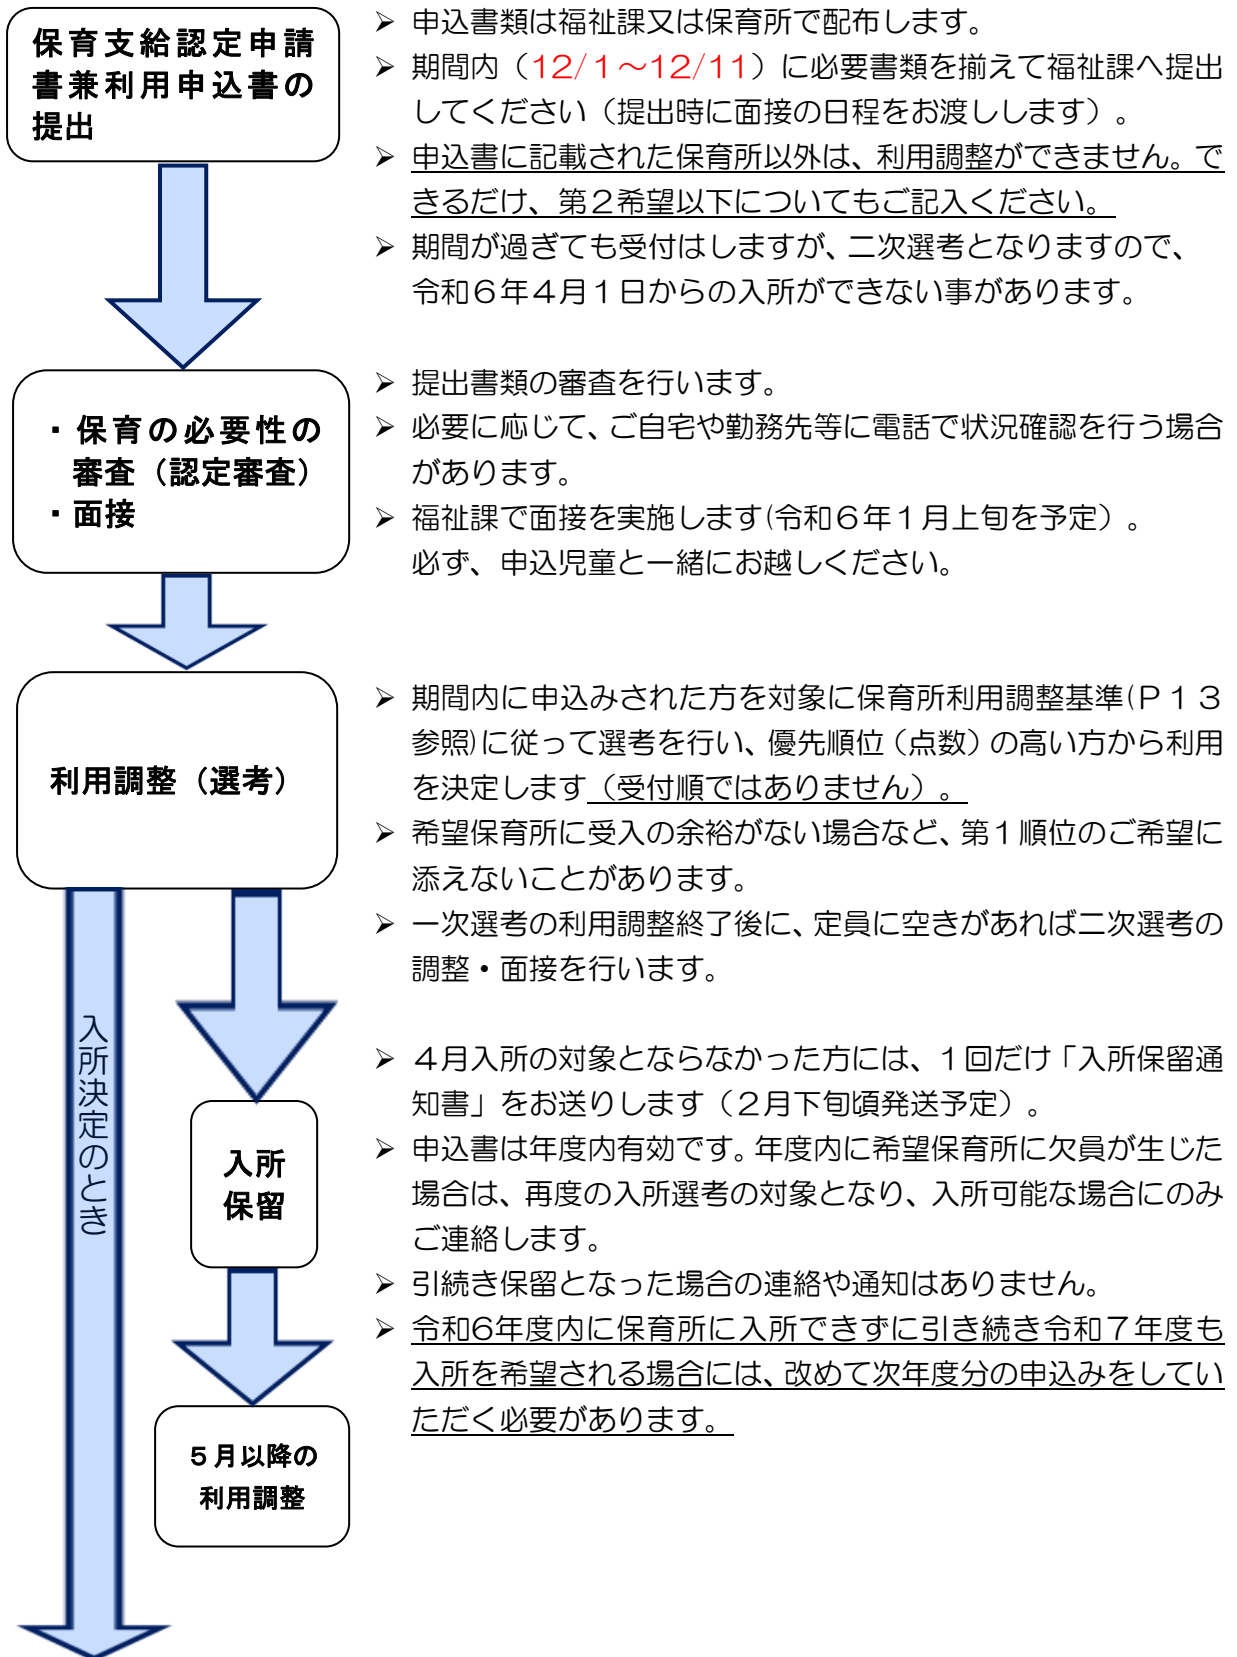 保育支給認定申請
書兼利用申込書の
提出
➢ 申込書類は福祉課又は保育所で配布します。
➢ 期間内（12/1～12/11）に必要書類を揃えて福祉課へ提出
してください（提出時に面接の日程をお渡しします）。
➢ 申込書に記載された保育所以外は、利用調整ができません。で
きるだけ、第２希望以下についてもご記入ください。
➢ 期間が過ぎても受付はしますが、二次選考となりますので、
令和６年４月１日からの入所ができない事があります。
・保育の必要性の
審査（認定審査）
・面接
➢ 提出書類の審査を行います。
➢ 必要に応じて、ご自宅や勤務先等に電話で状況確認を行う場合
があります。
➢ 福祉課で面接を実施します(令和６年１月上旬を予定）。
必ず、申込児童と一緒にお越しください。
利用調整（選考）
➢ 期間内に申込みされた方を対象に保育所利用調整基準(Ｐ１３
参照)に従って選考を行い、優先順位（点数）の高い方から利用
を決定します（受付順ではありません）。
➢ 希望保育所に受入の余裕がない場合など、第１順位のご希望に
添えないことがあります。
➢ 一次選考の利用調整終了後に、定員に空きがあれば二次選考の
調整・面接を行います。
入所決定のとき
入所
保留
➢ ４月入所の対象とならなかった方には、１回だけ「入所保留通
知書」をお送りします（２月下旬頃発送予定）。
➢ 申込書は年度内有効です。年度内に希望保育所に欠員が生じた
場合は、再度の入所選考の対象となり、入所可能な場合にのみ
ご連絡します。
➢ 引続き保留となった場合の連絡や通知はありません。
➢ 令和6年度内に保育所に入所できずに引き続き令和７年度も
入所を希望される場合には、改めて次年度分の申込みをしてい
ただく必要があります。
５月以降の
利用調整